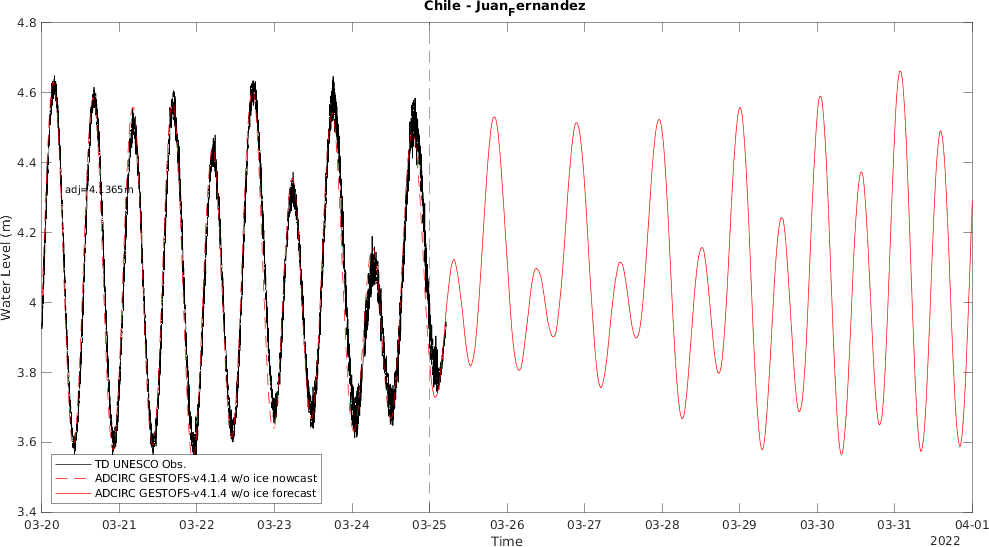 Chile - Juan_Fernandez
4.8
4.6
4.4
4.2
4
3.8
3.6
3.4
Water Level (m)
adj=4.1365m
TD UNESCO Obs.
ADCIRC GESTOFS-v4.1.4 w/o ice nowcast
ADCIRC GESTOFS-v4.1.4 w/o ice forecast
03-20 03-21 03-22 03-23 03-24 03-25 03-26 03-27 03-28 03-29 03-30 03-31 04-01
Time
2022